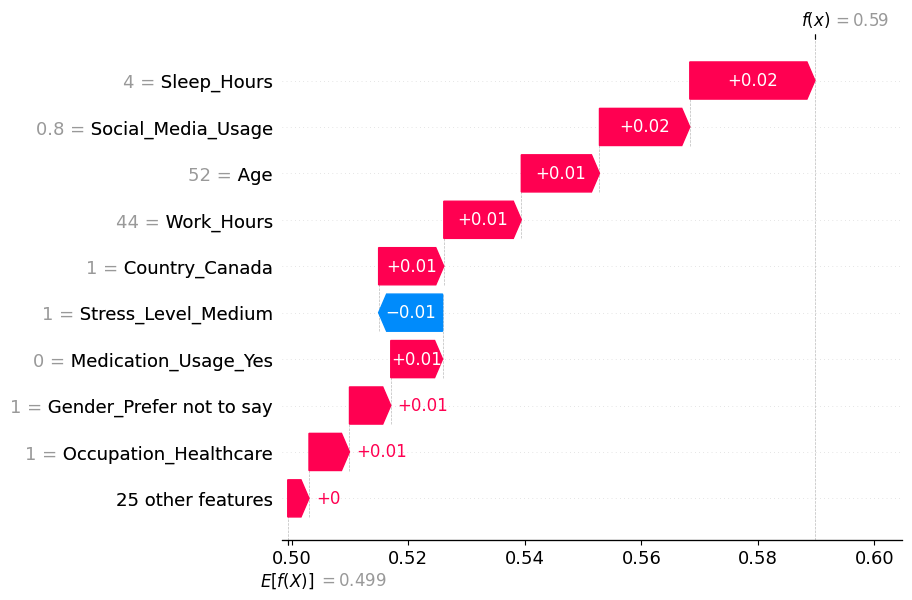 f(x) = 0.59
4 = Sleep_Hours +0.02
0.8 = Social_Media_Usage +0.02
52 = Age +0.01
44 = Work_Hours +0.01
1 = Country_Canada +0.01
1 = Stress_Level_Medium −0.01
0 = Medication_Usage_Yes +0.01
1 = Gender_Prefer not to say +0.01
1 = Occupation_Healthcare +0.01
25 other features +0
0.50 0.52 0.54 0.56 0.58 0.60
E[f(X)] = 0.499